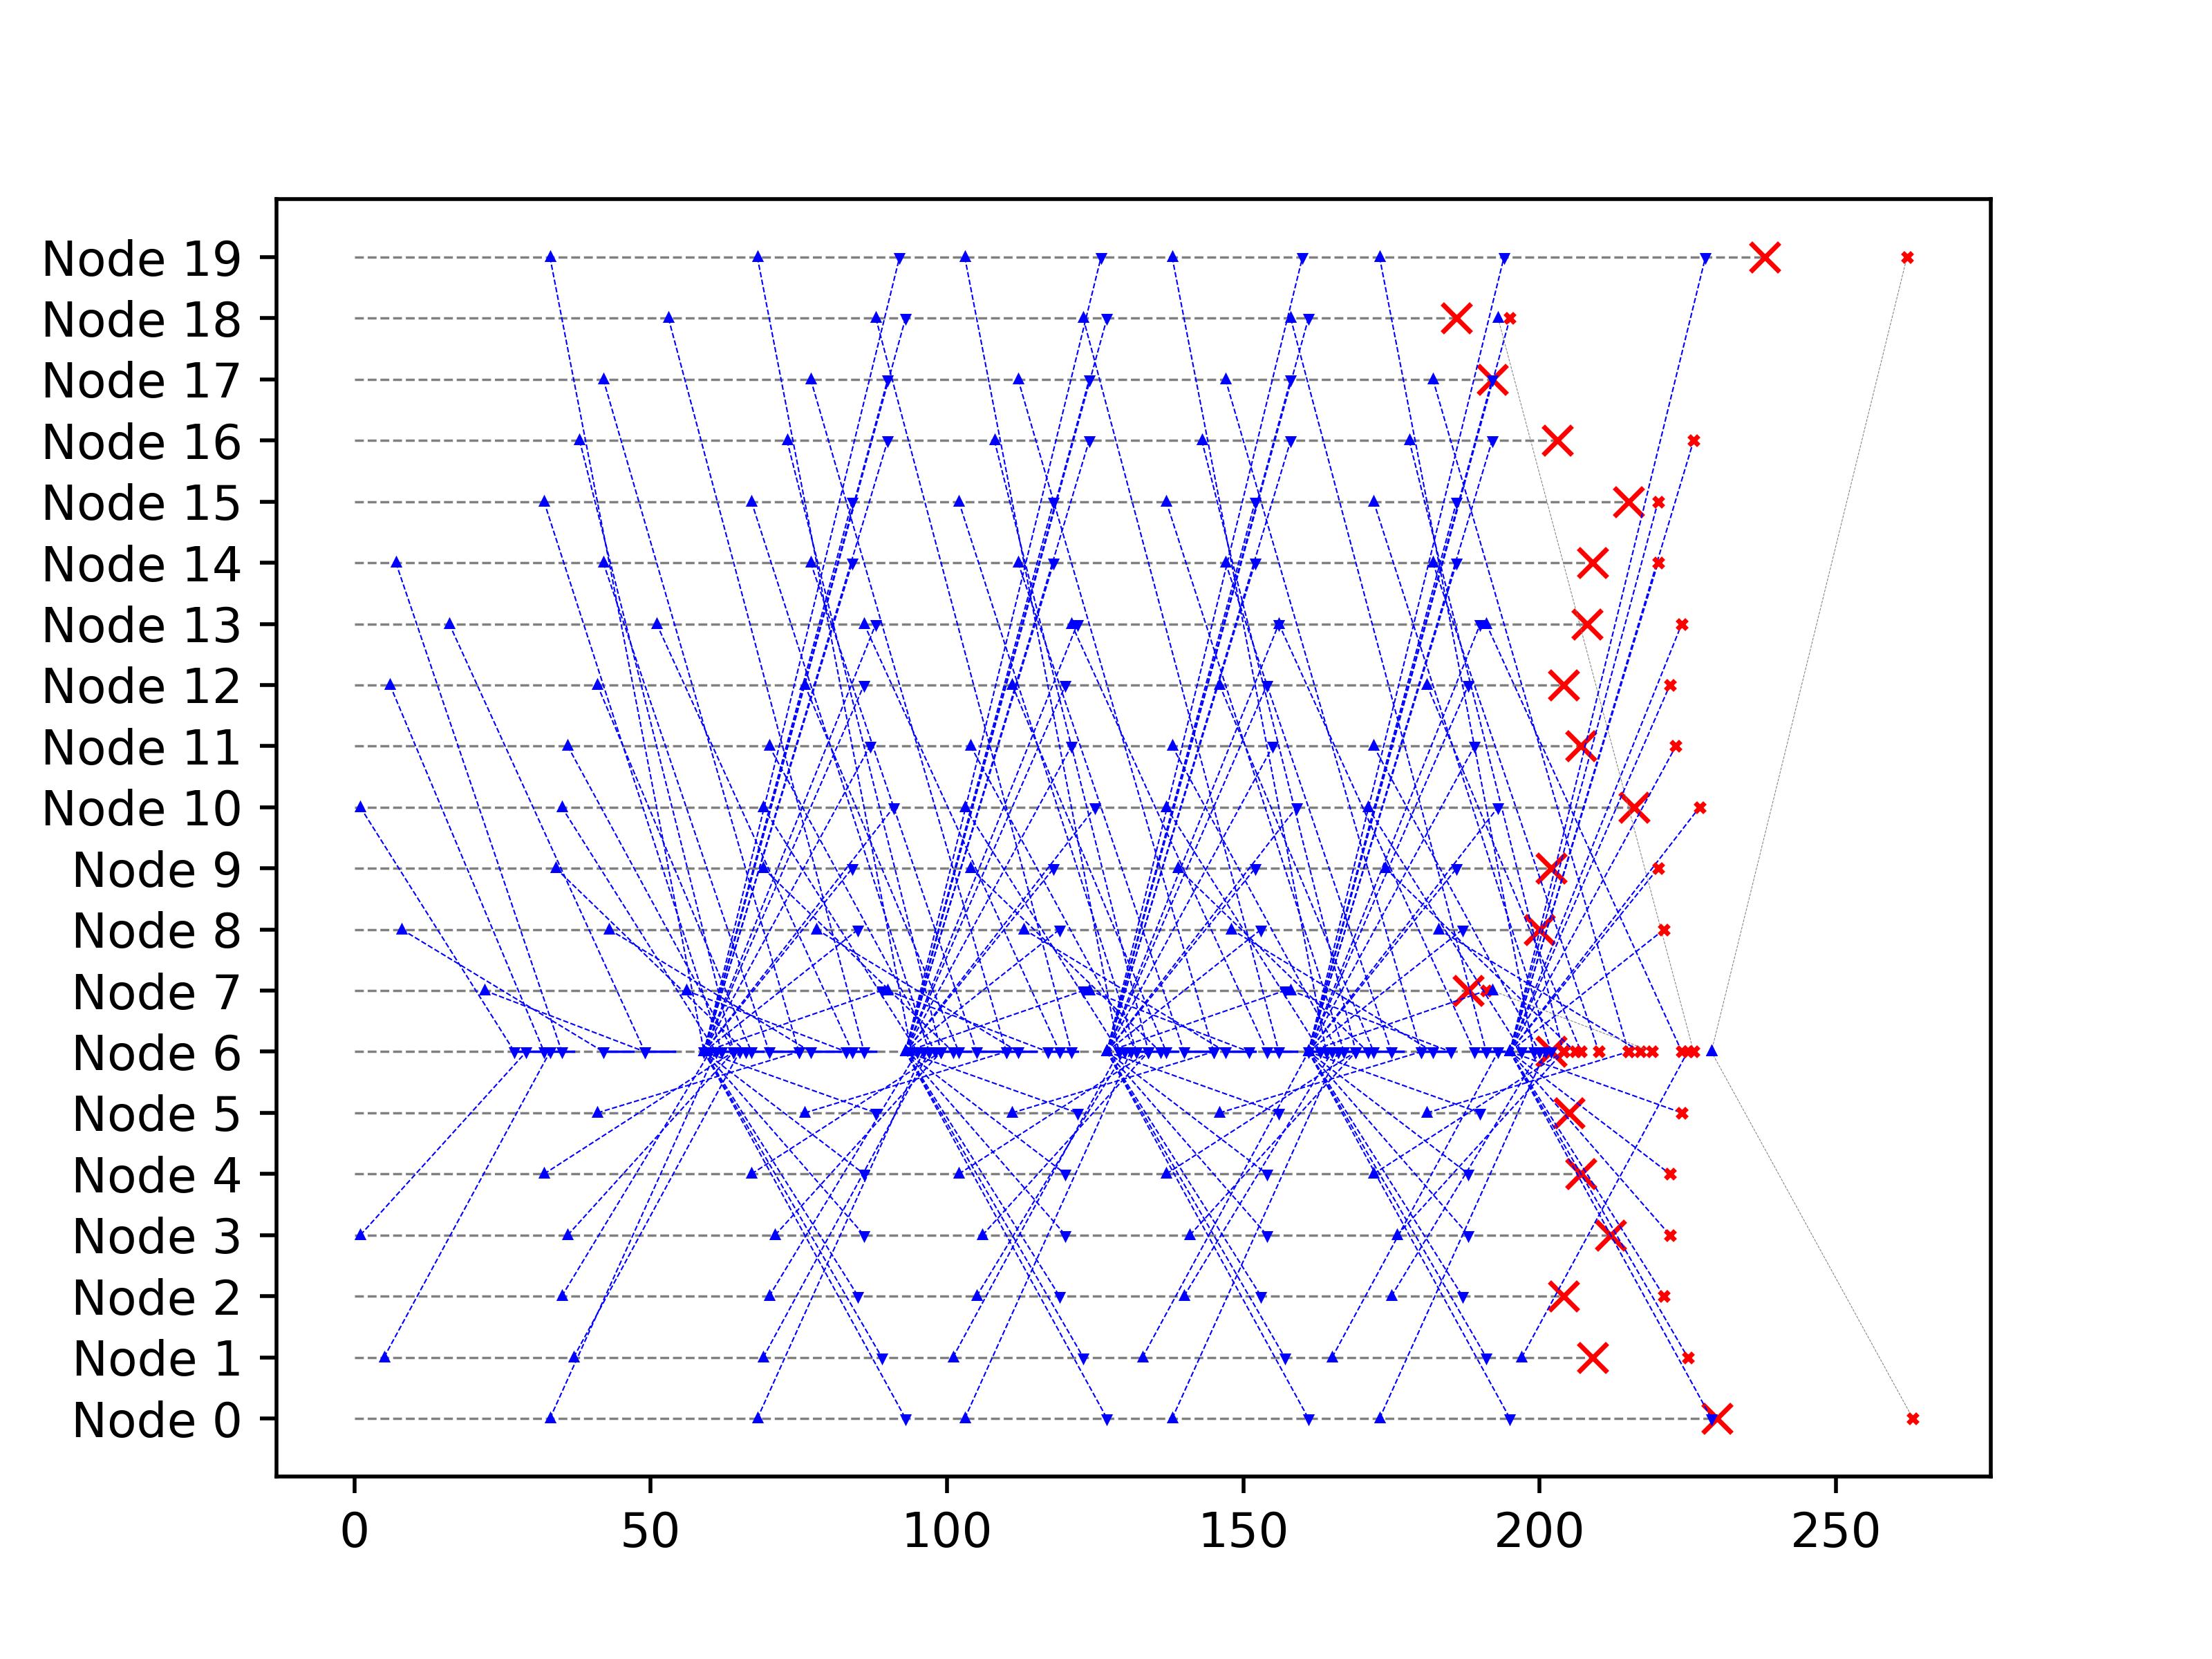 Node 19
Node 18
Node 17
Node 16
Node 15
Node 14
Node 13
Node 12
Node 11
Node 10
Node 9
Node 8
Node 7
Node 6
Node 5
Node 4
Node 3
Node 2
Node 1
Node 0
0 50 100 150 200 250